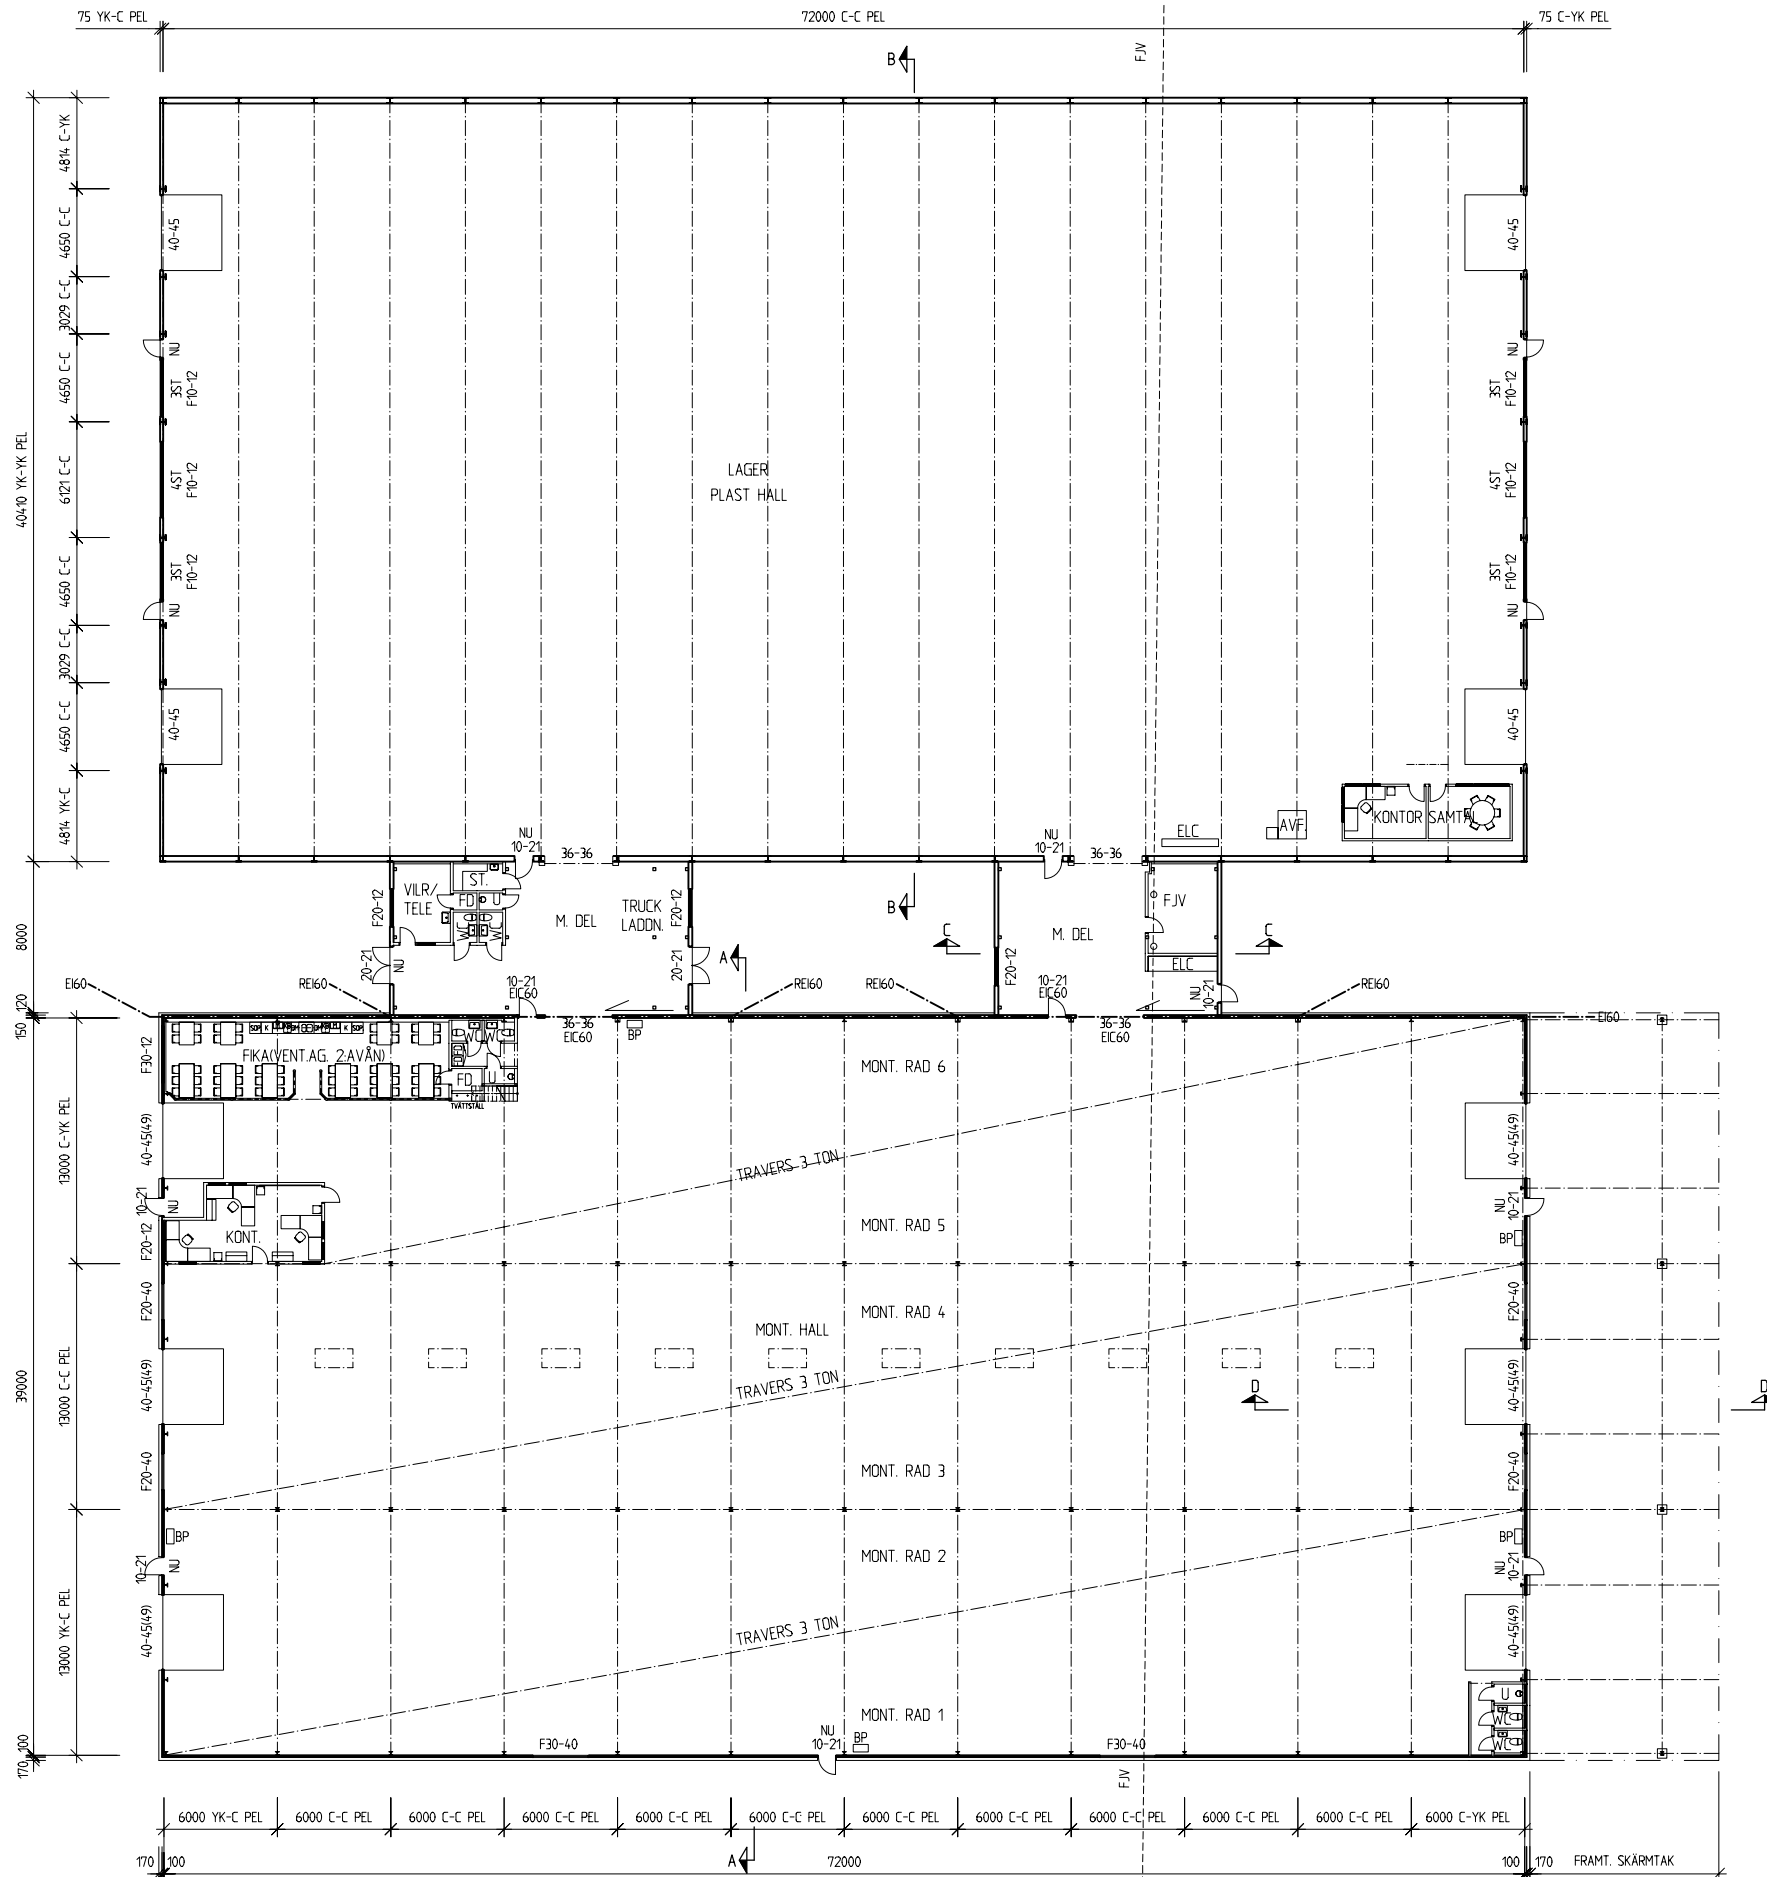 75 YK-C PEL
72000 C-C PEL
75 C-YK PEL
FJV
B
4814 C-YK
4650 C-C
3029 C-C
4650 C-C
6121 C-C
4650 C-C
3029 C-C
4650 C-C
4814 YK-C
40410 YK-YK PEL
40-45
40-45
NU
NU
3ST
F10-12
3ST
F10-12
4ST
F10-12
4ST
F10-12
LAGER
PLAST HALL
3ST
F10-12
3ST
F10-12
NU
NU
40-45
40-45
KONTOR
AVF.
ELC
NU
10-21
36-36
NU
10-21
36-36
8000
120
150
F20-12
VILR/
TELE
ST.
FD
U
WC
WC
M. DEL
TRUCK
LADDN.
F20-12
B
C
C
M. DEL
FJV
ELC
20-21
NU
20-21
A
F20-12
NU
10-21
EI60
REI60
10-21
EIC60
REI60
REI60
10-21
EIC60
REI60
EI60
36-36
EIC60
BP
36-36
EIC60
F30-12
SOP
K
DM
DM
K
SOP
FIKA(VENT.AG. 2:AVÅN)
WC
WC
FD
U
TVÄTTSTÄLL
MONT. RAD 6
13000 C-YK PEL
40-45(49)
40-45(49)
TRAVERS 3 TON
10-21
NU
NU
10-21
F20-12
KONT.
MONT. RAD 5
BP
F20-40
MONT. RAD 4
F20-40
MONT. HALL
39000
13000 C-C PEL
40-45(49)
TRAVERS 3 TON
40-45(49)
D
D
F20-40
MONT. RAD 3
F20-40
BP
BP
10-21
NU
MONT. RAD 2
NU
10-21
13000 YK-C PEL
40-45(49)
TRAVERS 3 TON
40-45(49)
U
WC
WC
MONT. RAD 1
100
170
F30-40
NU
10-21
BP
F30-40
FJV
6000 YK-C PEL
6000 C-C PEL
6000 C-C PEL
6000 C-C PEL
6000 C-C PEL
6000 C-C PEL
6000 C-C PEL
6000 C-C PEL
6000 C-C PEL
6000 C-C PEL
6000 C-C PEL
6000 C-YK PEL
170
100
A
72000
100
170
FRAMT. SKÄRMTAK